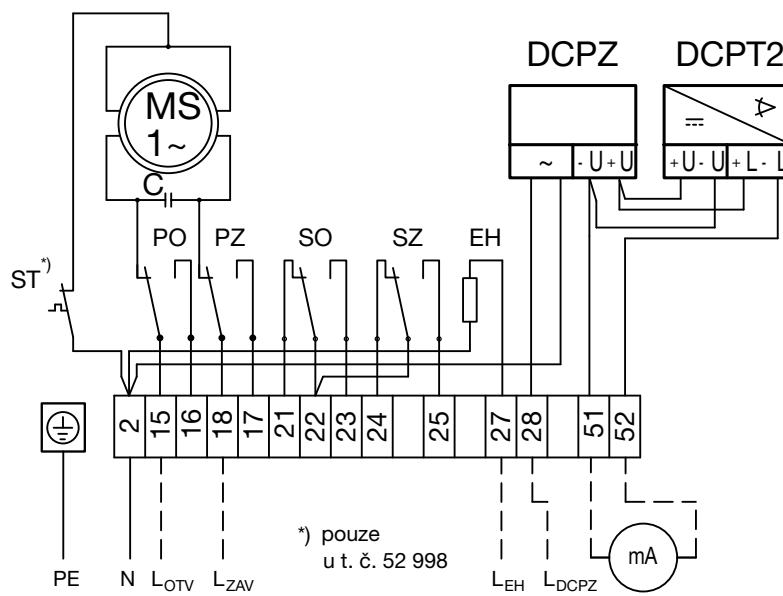 DCPZ DCPT2
MS
1~
~ - U + U + U - U + L - L
C
PO PZ SO SZ EH
ST*)
2 15 16 18 17 21 22 23 24 25 27 28 51 52
*) pouze
u t. č. 52 998
mA
PE N LOTV LZAV LEH LDCPZ